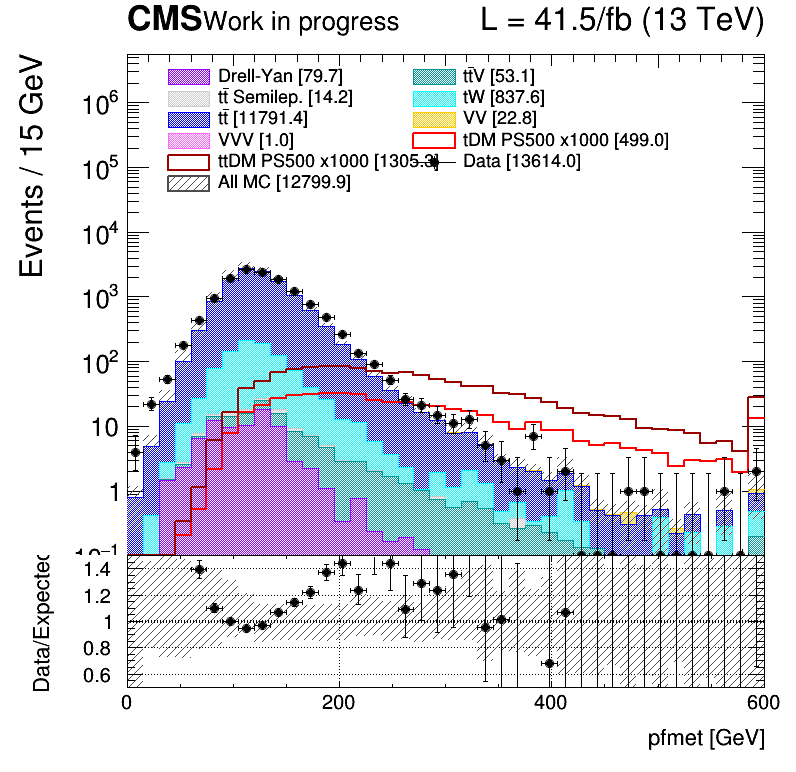 CMS Work in progress L = 41.5/fb (13 TeV)
Events / 15 GeV
Drell-Yan [79.7] tt̄V [53.1]
tt̄ Semilep. [14.2] tW [837.6]
tt̄ [11791.4] VV [22.8]
VVV [1.0] tDM PS500 x1000 [499.0]
ttDM PS500 x1000 [1305.3] Data [13614.0]
All MC [12799.9]
10⁶
10⁵
10⁴
10³
10²
10
1
10⁻¹
Data/Expected
1.4
1.2
1
0.8
0.6
0 200 400 600
pfmet [GeV]